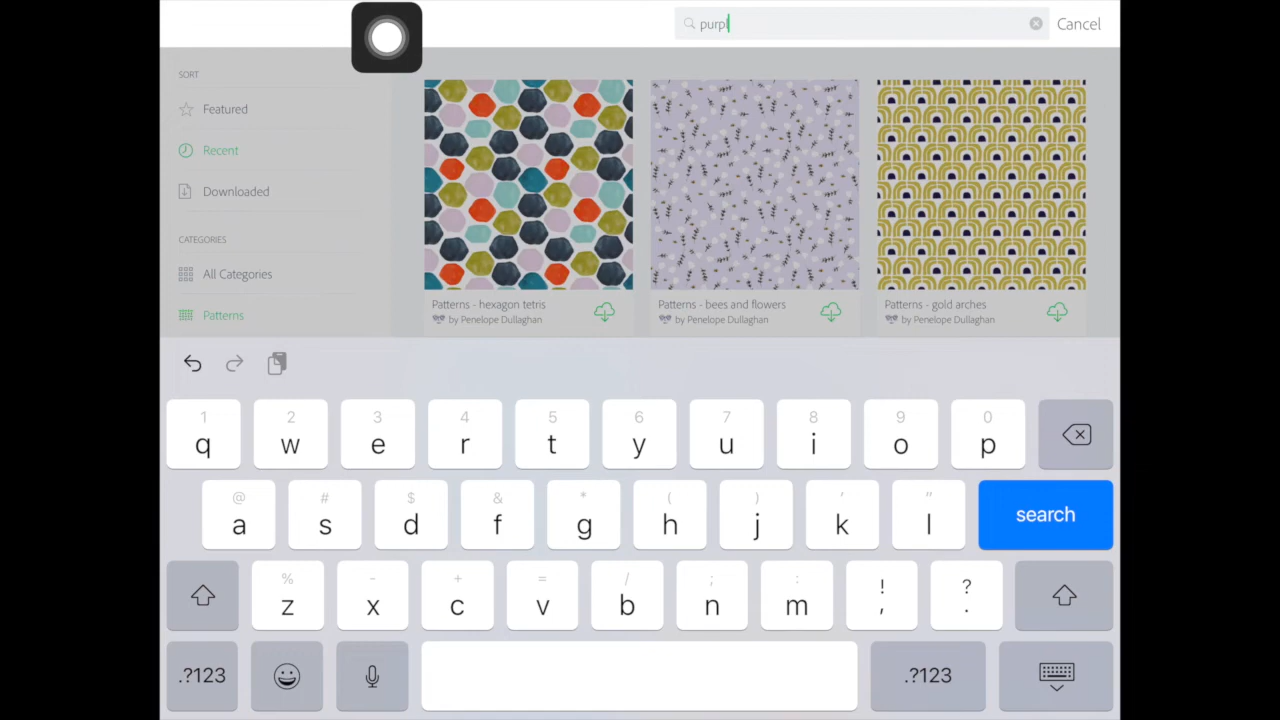 purpl
Cancel
SORT
Featured
Recent
Downloaded
CATEGORIES
All Categories
Patterns
Patterns - hexagon tetris
by Penelope Dullaghan
Patterns - bees and flowers
by Penelope Dullaghan
Patterns - gold arches
by Penelope Dullaghan
1 2 3 4 5 6 7 8 9 0
q w e r t y u i o p
@ # $ & * ( ) ' "
a s d f g h j k l search
% - + = / ; : ! ?
z x c v b n m , .
.?123 .?123